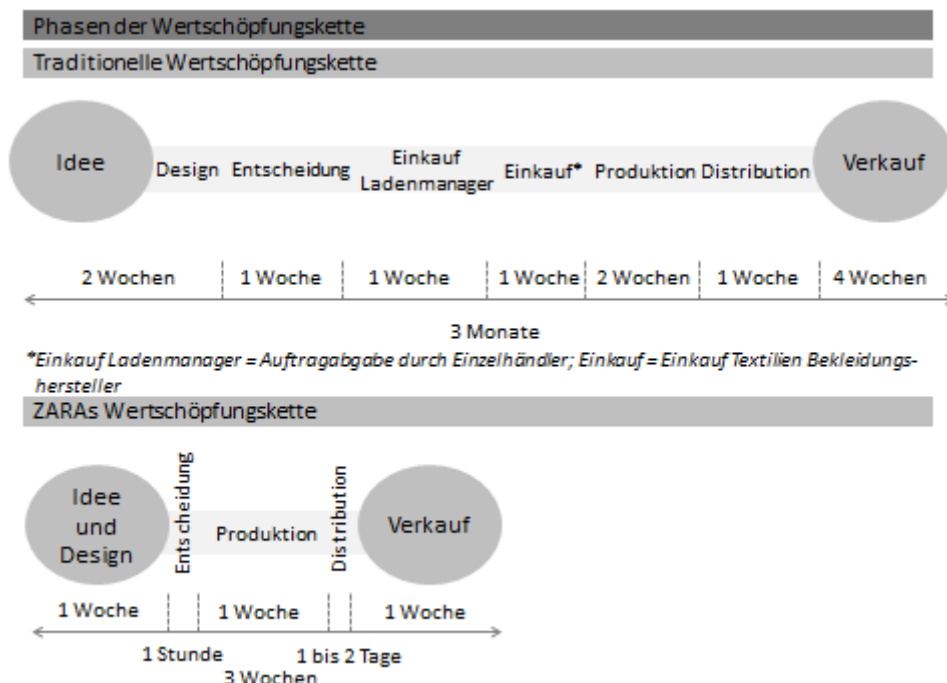 Phasen der Wertschöpfungskette
Traditionelle Wertschöpfungskette
Idee
Design
Entscheidung
Einkauf
Ladenmanager
Einkauf*
Produktion
Distribution
Verkauf
2 Wochen
1 Woche
1 Woche
1 Woche
2 Wochen
1 Woche
4 Wochen
3 Monate
*Einkauf Ladenmanager = Auftragabgabe durch Einzelhändler; Einkauf = Einkauf Textilien Bekleidungs-
hersteller
ZARAs Wertschöpfungskette
Idee
und
Design
Entscheidung
Produktion
Distribution
Verkauf
1 Woche
1 Woche
1 Woche
1 Stunde
1 bis 2 Tage
3 Wochen